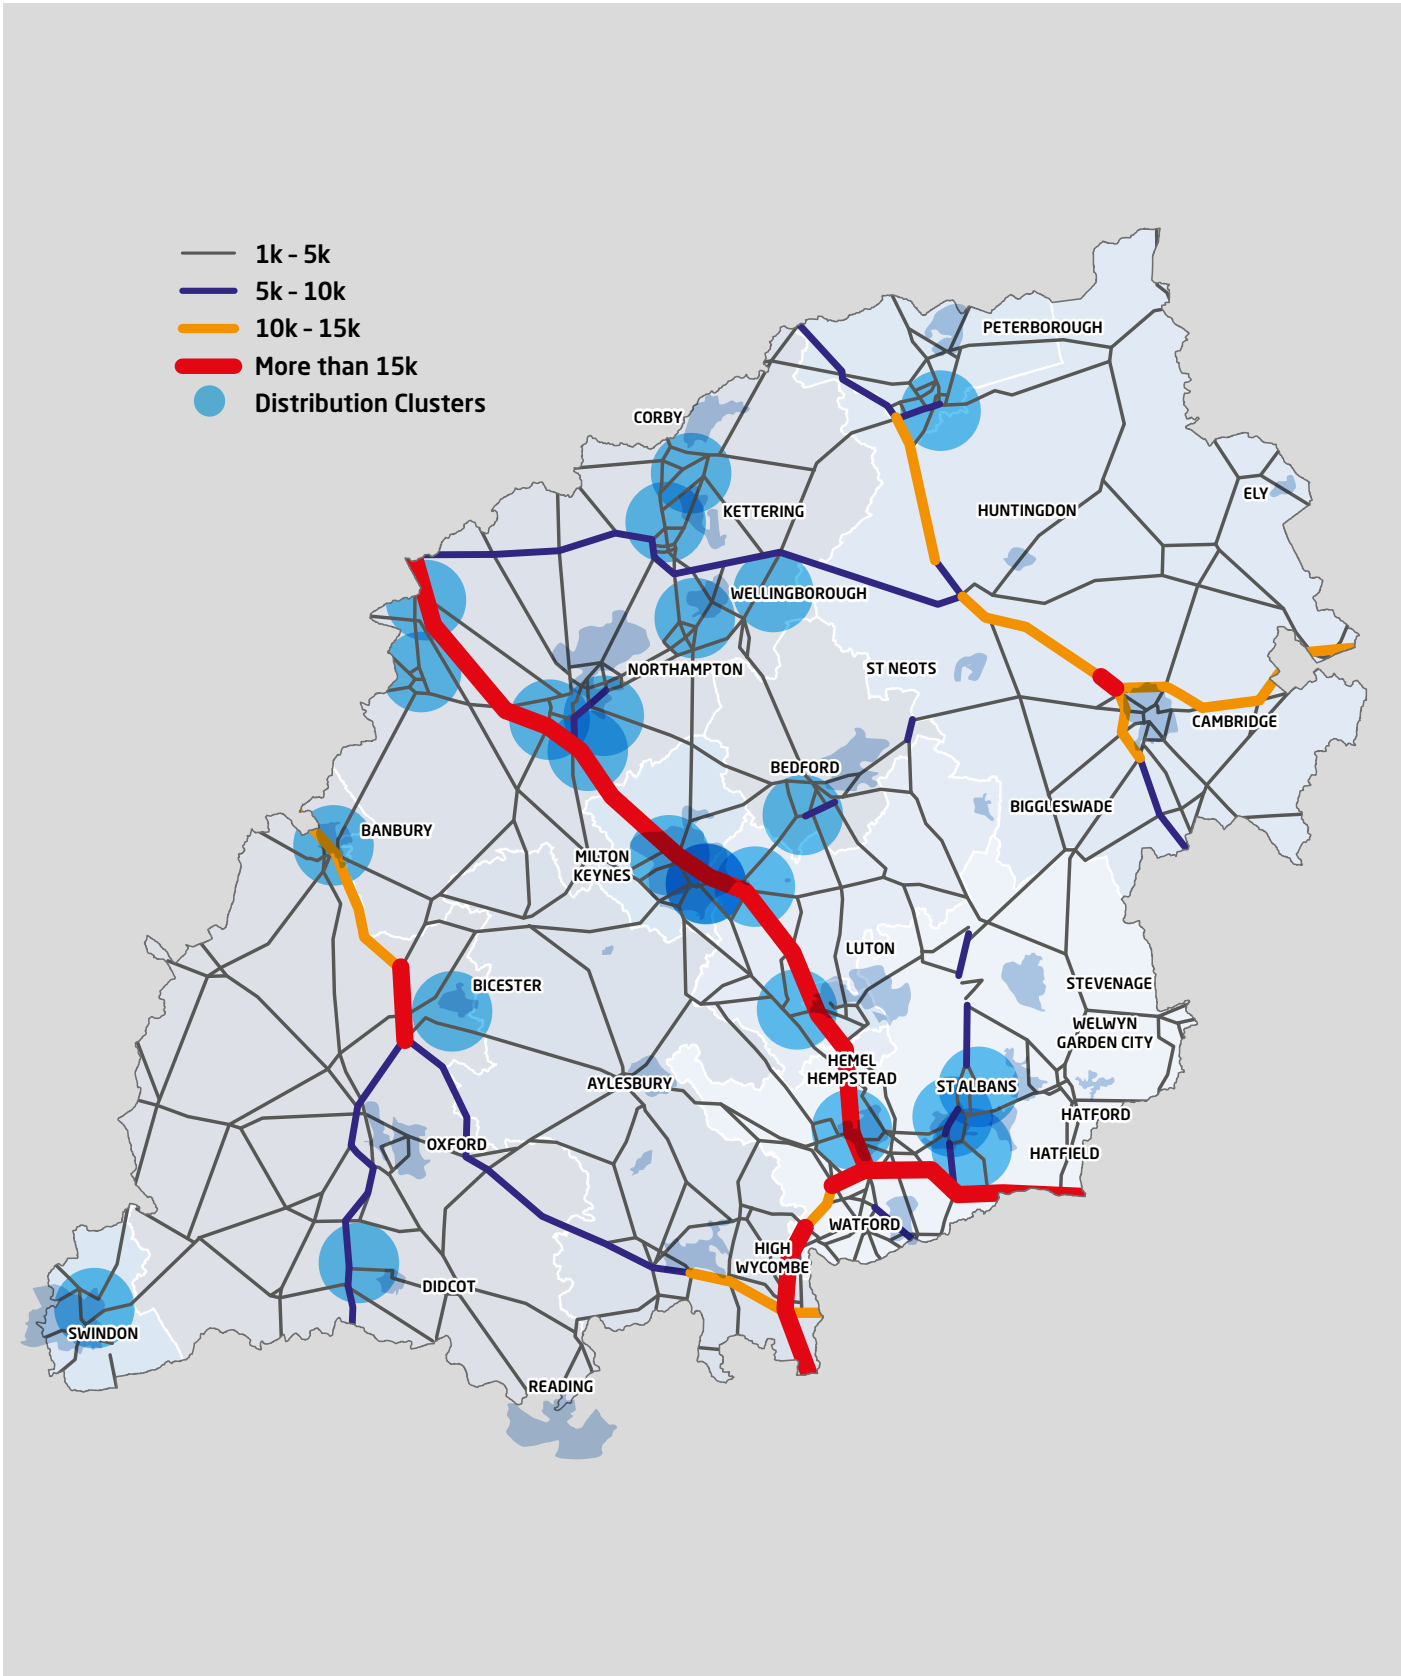 1k – 5k
5k – 10k
10k – 15k
More than 15k
Distribution Clusters
PETERBOROUGH
CORBY
ELY
KETTERING
HUNTINGDON
WELLINGBOROUGH
NORTHAMPTON
ST NEOTS
CAMBRIDGE
BEDFORD
BIGGLESWADE
BANBURY
MILTON
KEYNES
LUTON
BICESTER
STEVENAGE
WELWYN
GARDEN CITY
HEMEL
HEMPSTEAD
AYLESBURY
ST ALBANS
HATFORD
OXFORD
HATFIELD
WATFORD
HIGH
WYCOMBE
DIDCOT
SWINDON
READING